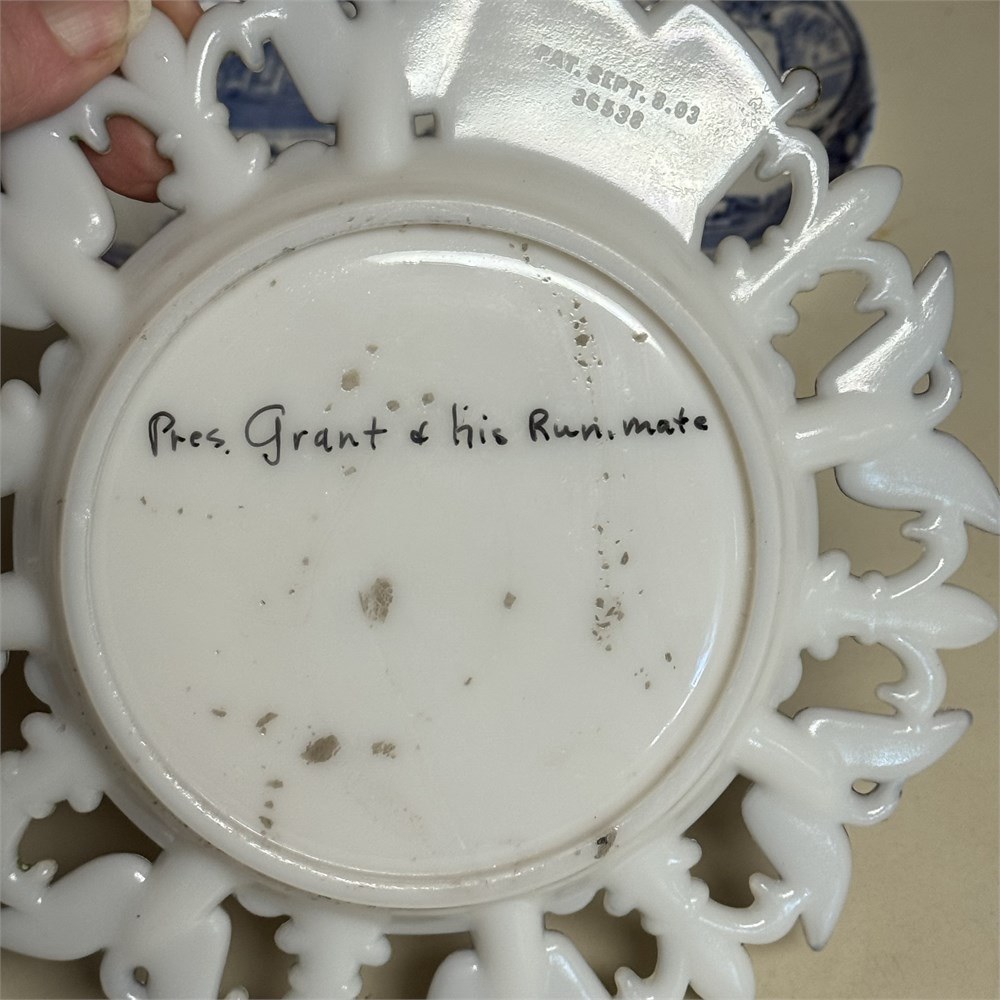 PAT. SEPT. 8.03
36538
Pres. Grant & his Run.mate